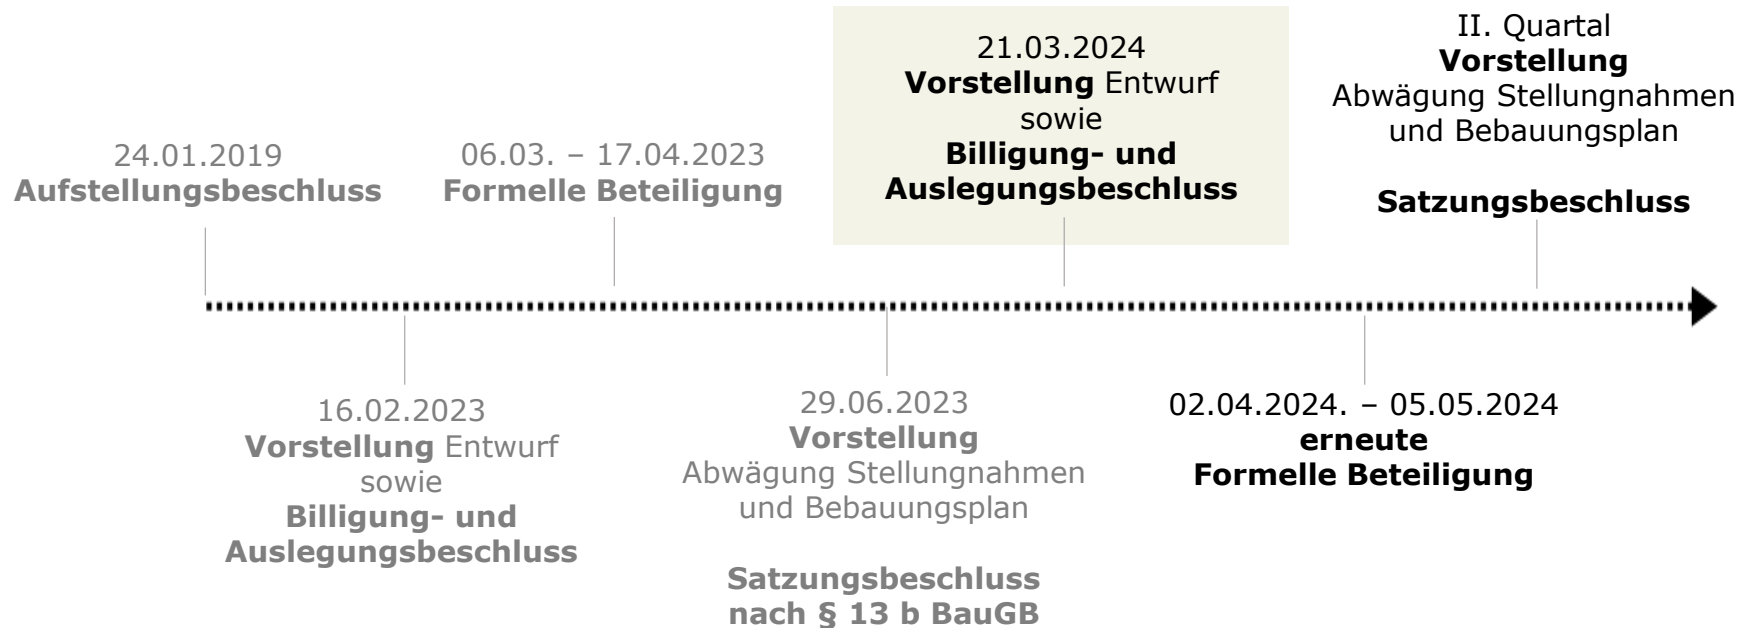 24.01.2019
Aufstellungsbeschluss
06.03. – 17.04.2023
Formelle Beteiligung
21.03.2024
Vorstellung Entwurf
sowie
Billigung- und
Auslegungsbeschluss
II. Quartal
Vorstellung
Abwägung Stellungnahmen
und Bebauungsplan
Satzungsbeschluss
16.02.2023
Vorstellung Entwurf
sowie
Billigung- und
Auslegungsbeschluss
29.06.2023
Vorstellung
Abwägung Stellungnahmen
und Bebauungsplan
Satzungsbeschluss
nach § 13 b BauGB
02.04.2024. – 05.05.2024
erneute
Formelle Beteiligung